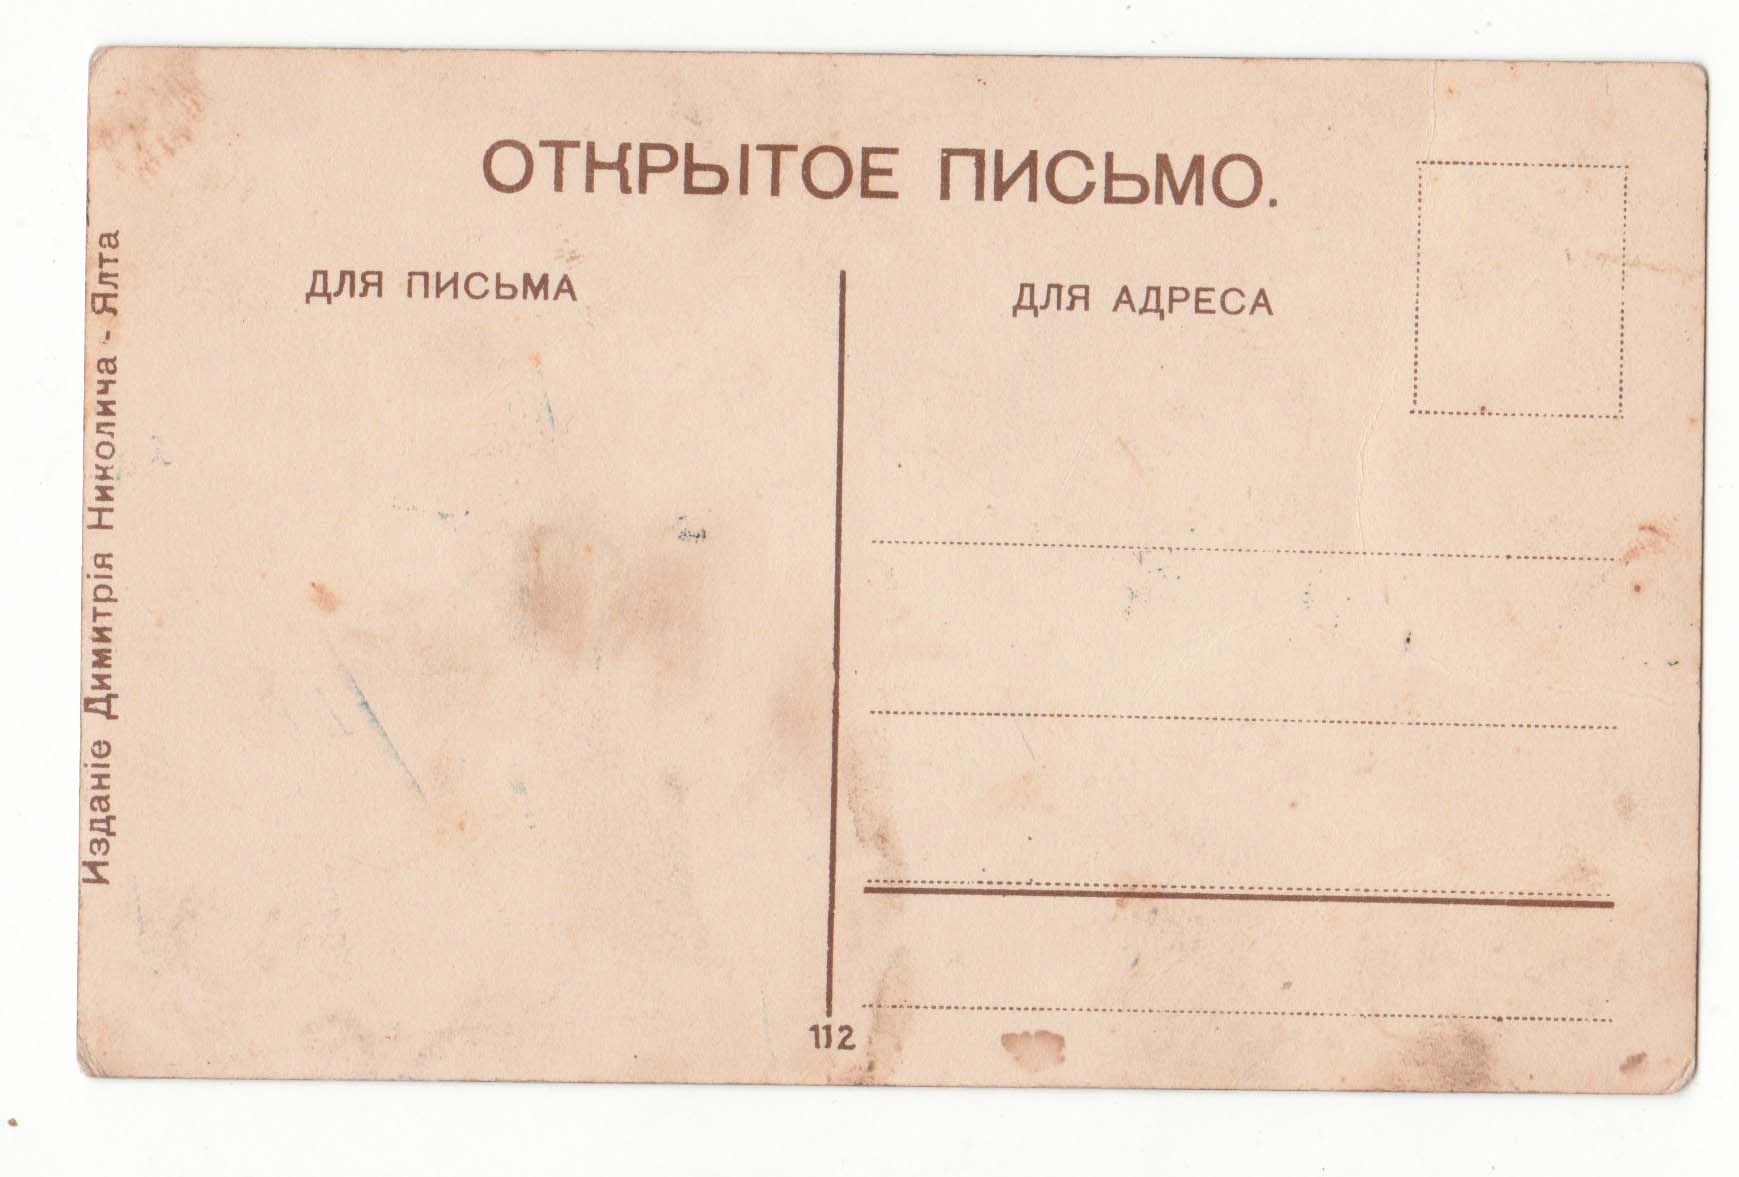 ОТКРЫТОЕ ПИСЬМО.
ДЛЯ ПИСЬМА
ДЛЯ АДРЕСА
Изданіе Димитрія Николича - Ялта
112